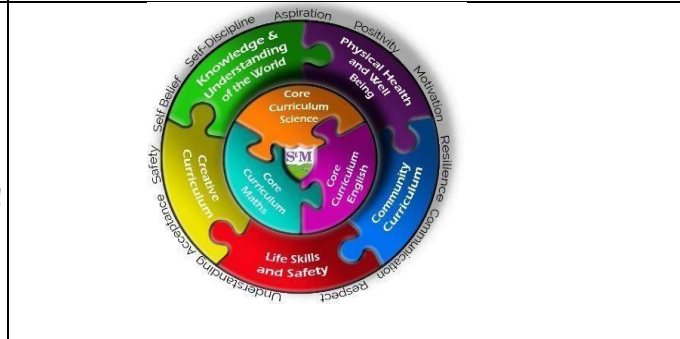 Aspiration
Positivity
Motivation
Resilience
Communication
Respect
Understanding
Acceptance
Safety
Self Belief
Self-Discipline
Knowledge &
Understanding
of the World
Physical Health
and Well
Being
Community
Curriculum
Life Skills
and Safety
Creative
Curriculum
Core
Curriculum
Science
Core
Curriculum
English
Core
Curriculum
Maths
StM